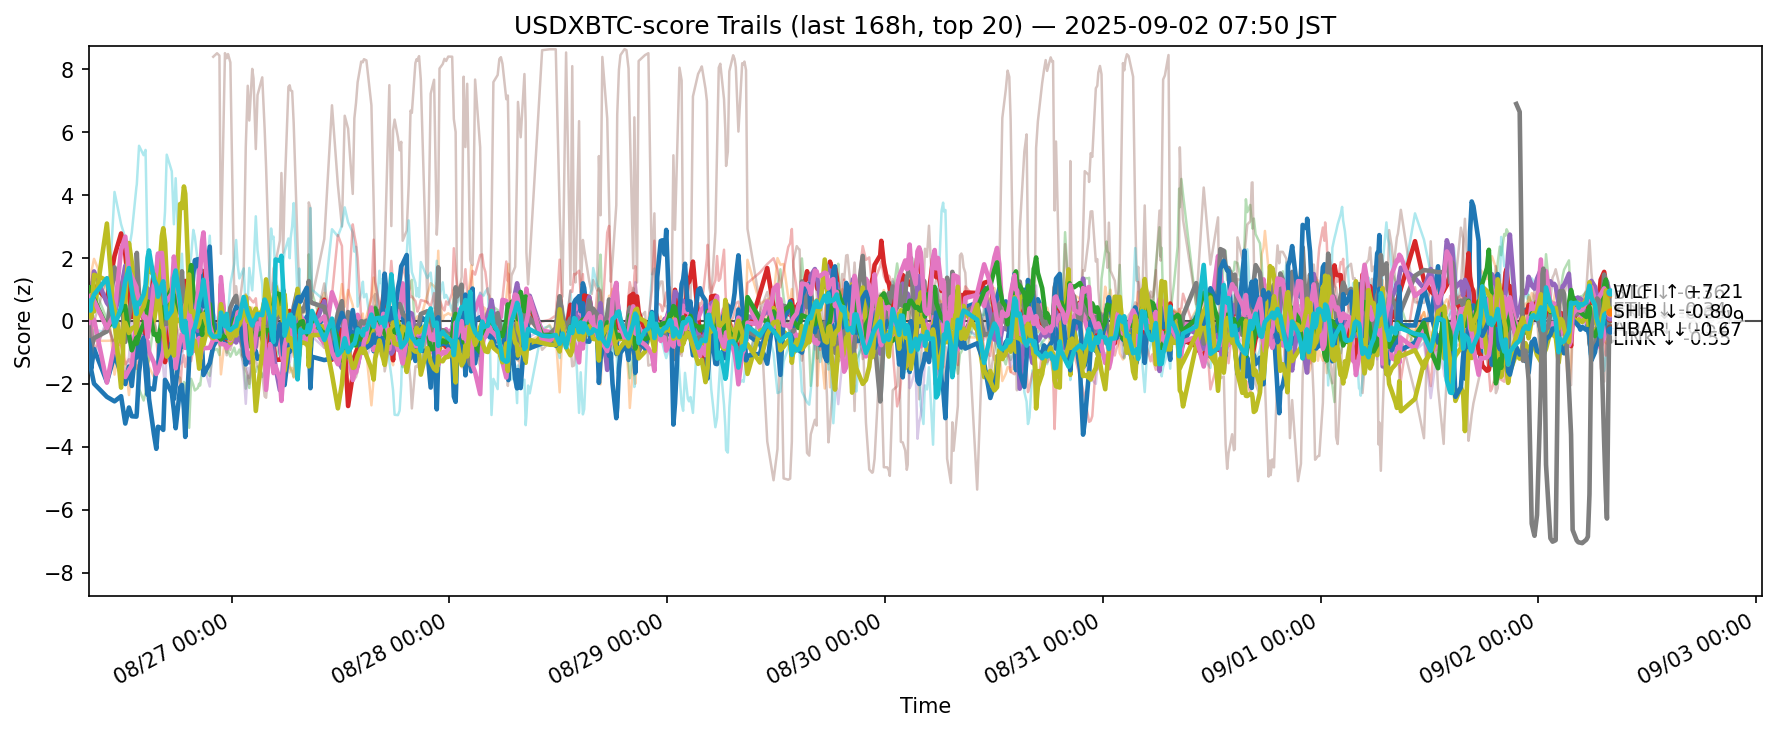 USDXBTC-score Trails (last 168h, top 20) — 2025-09-02 07:50 JST
Score (z)
8
6
4
2
0
−2
−4
−6
−8
WLFI ↑ +7.21
SHIB ↓ -0.80
HBAR ↓ -0.67
LINK ↓ -0.55
08/27 00:00
08/28 00:00
08/29 00:00
08/30 00:00
08/31 00:00
09/01 00:00
09/02 00:00
09/03 00:00
Time